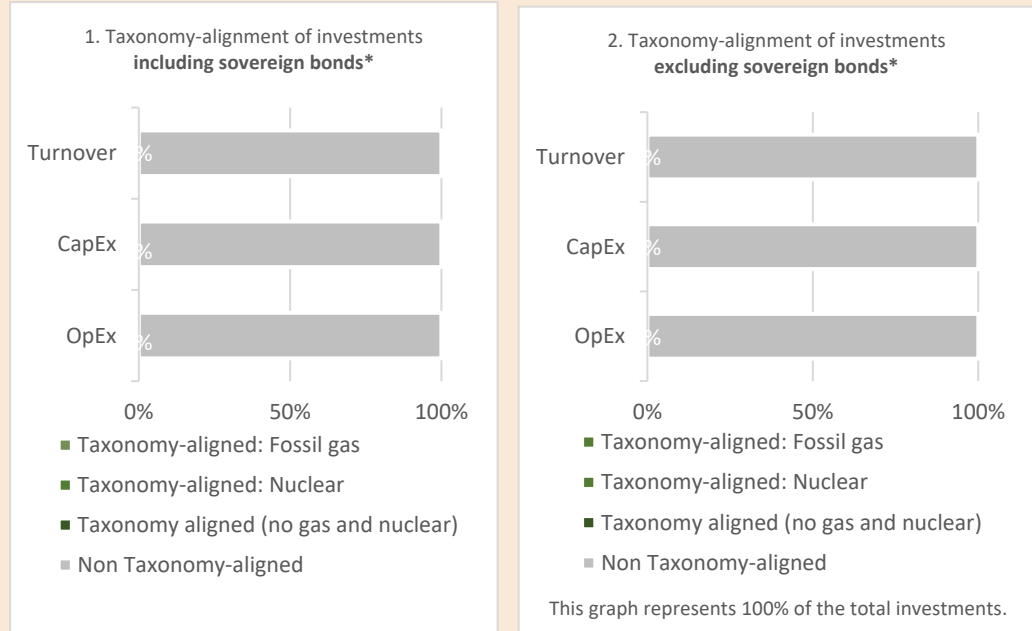 1. Taxonomy-alignment of investments
including sovereign bonds*
Turnover
%
CapEx
%
OpEx
%
0%
50%
100%
Taxonomy-aligned: Fossil gas
Taxonomy-aligned: Nuclear
Taxonomy aligned (no gas and nuclear)
Non Taxonomy-aligned
2. Taxonomy-alignment of investments
excluding sovereign bonds*
Turnover
%
CapEx
%
OpEx
%
0%
50%
100%
Taxonomy-aligned: Fossil gas
Taxonomy-aligned: Nuclear
Taxonomy aligned (no gas and nuclear)
Non Taxonomy-aligned
This graph represents 100% of the total investments.